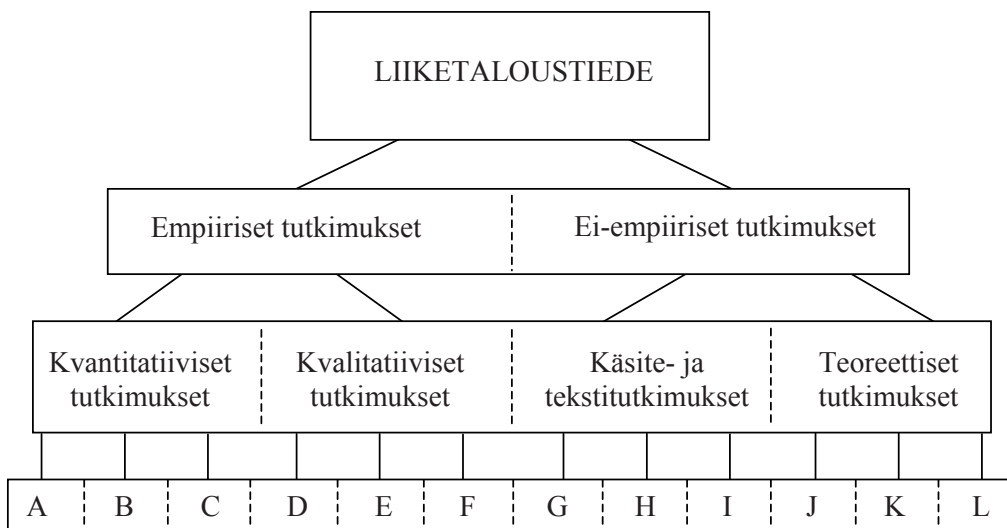 LIIKETALOUSTIEDE
Empiiriset tutkimukset
Ei-empiiriset tutkimukset
Kvantitatiiviset
tutkimukset
Kvalitatiiviset
tutkimukset
Käsite- ja
tekstitutkimukset
Teoreettiset
tutkimukset
A B C D E F G H I J K L